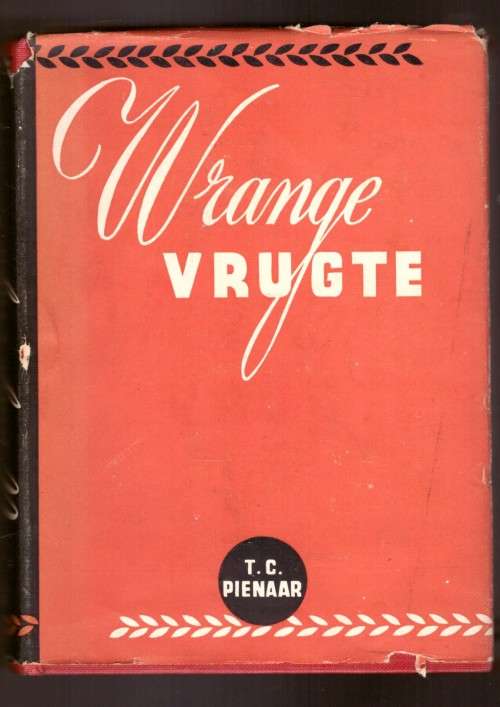 Wrange
VRUGTE
T. C.
PIENAAR